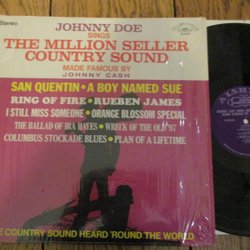 Stereo
JOHNNY DOE
SINGS
THE MILLION SELLER
COUNTRY SOUND
MADE FAMOUS BY
JOHNNY CASH
SAN QUENTIN • A BOY NAMED SUE
RING OF FIRE • RUEBEN JAMES
I STILL MISS SOMEONE • ORANGE BLOSSOM SPECIAL
THE BALLAD OF IRA HAYES • WRECK OF THE OLD '97
COLUMBUS STOCKADE BLUES • PLAN OF A LIFETIME
COUNTRY SOUND HEARD 'ROUND THE WORLD